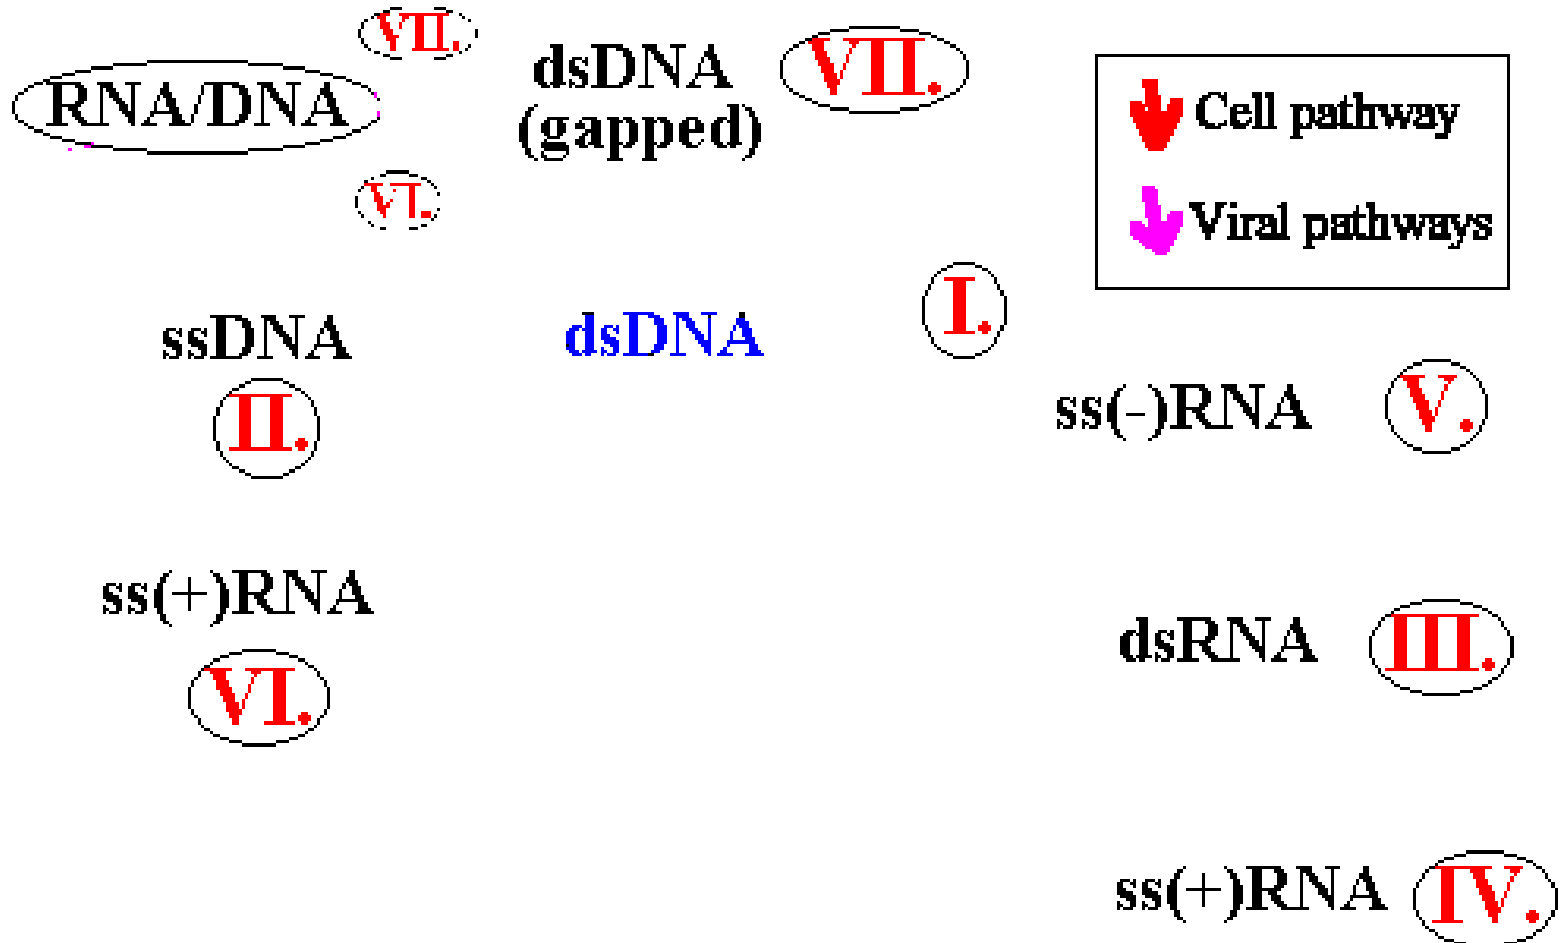 VII.
RNA/DNA
VI.
dsDNA
(gapped)
VII.
Cell pathway
Viral pathways
ssDNA
II.
dsDNA
I.
ss(-)RNA V.
ss(+)RNA
VI.
dsRNA III.
ss(+)RNA IV.